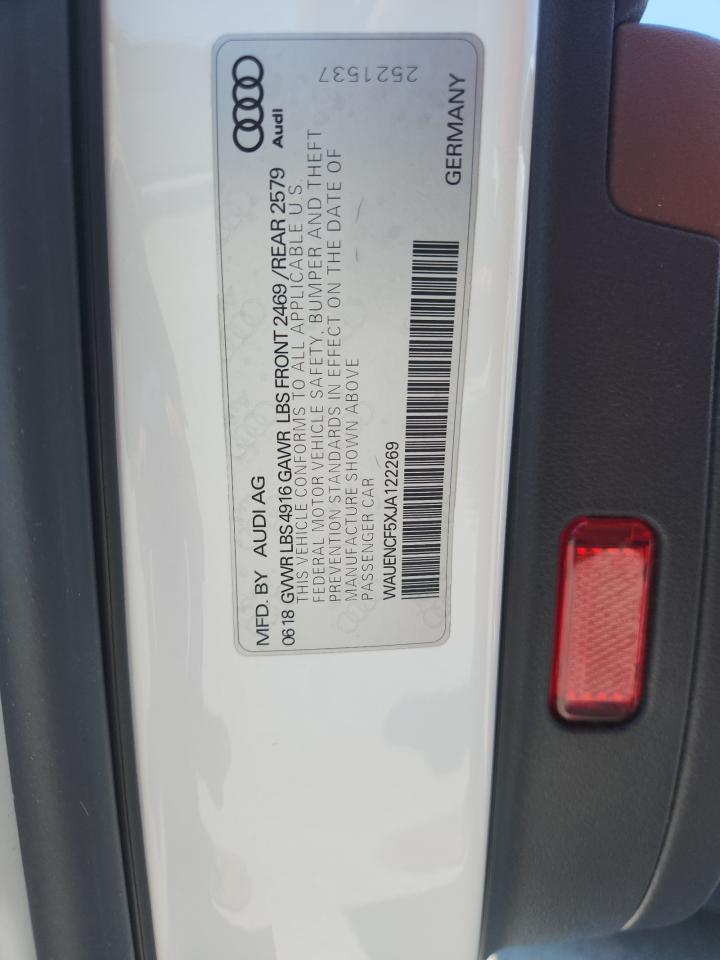 Audi
MFD. BY AUDI AG
0618 GVWR LBS 4916 GAWR LBS FRONT 2469 /REAR 2579
THIS VEHICLE CONFORMS TO ALL APPLICABLE U.S.
FEDERAL MOTOR VEHICLE SAFETY, BUMPER AND THEFT
PREVENTION STANDARDS IN EFFECT ON THE DATE OF
MANUFACTURE SHOWN ABOVE
PASSENGER CAR
WAUENCF5XJA122269
GERMANY
2521537